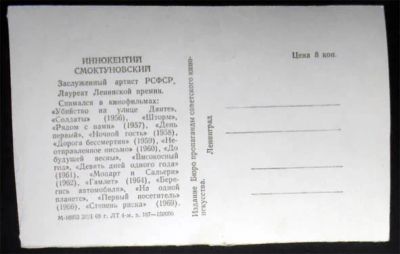 ИННОКЕНТИЙ
СМОКТУНОВСКИЙ
Заслуженный артист РСФСР,
Лауреат Ленинской премии.
Снимался в кинофильмах:
«Убийство на улице Данте»,
«Солдаты» (1956), «Шторм»,
«Рядом с нами» (1957), «День
первый», «Ночной гость» (1958),
«Дорога бессмертия» (1959), «Не-
отправленное письмо» (1960), «До
будущей весны», «Високосный
год», «Девять дней одного года»
(1961), «Моцарт и Сальери»
(1962), «Гамлет» (1964), «Бере-
гись автомобиля», «На одной
планете», «Первый посетитель»
(1966), «Степень риска» (1969).
Издание Бюро пропаганды советского кино-
искусства.
Ленинград
Цена 8 коп.